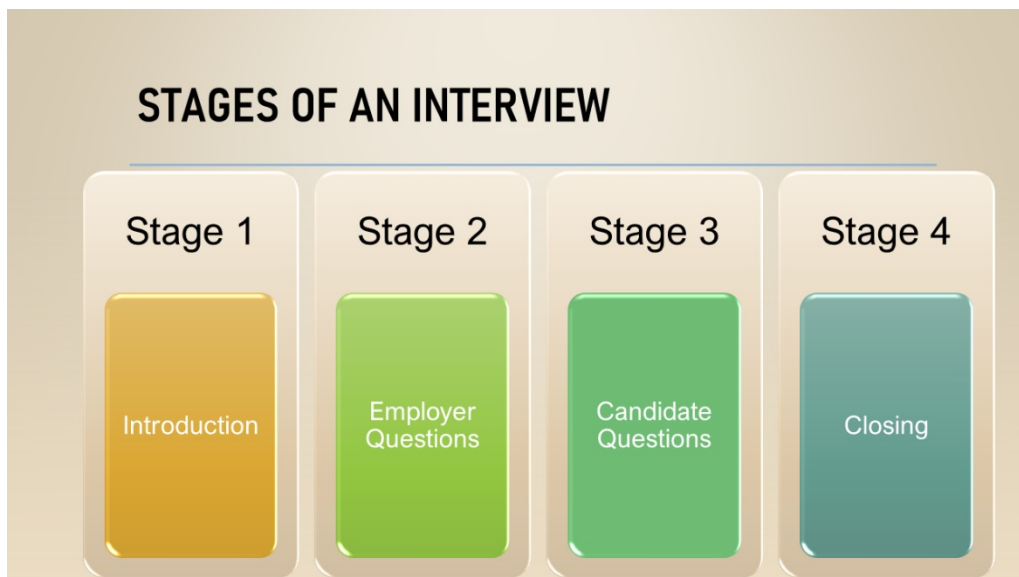 STAGES OF AN INTERVIEW
Stage 1
Introduction
Stage 2
Employer
Questions
Stage 3
Candidate
Questions
Stage 4
Closing